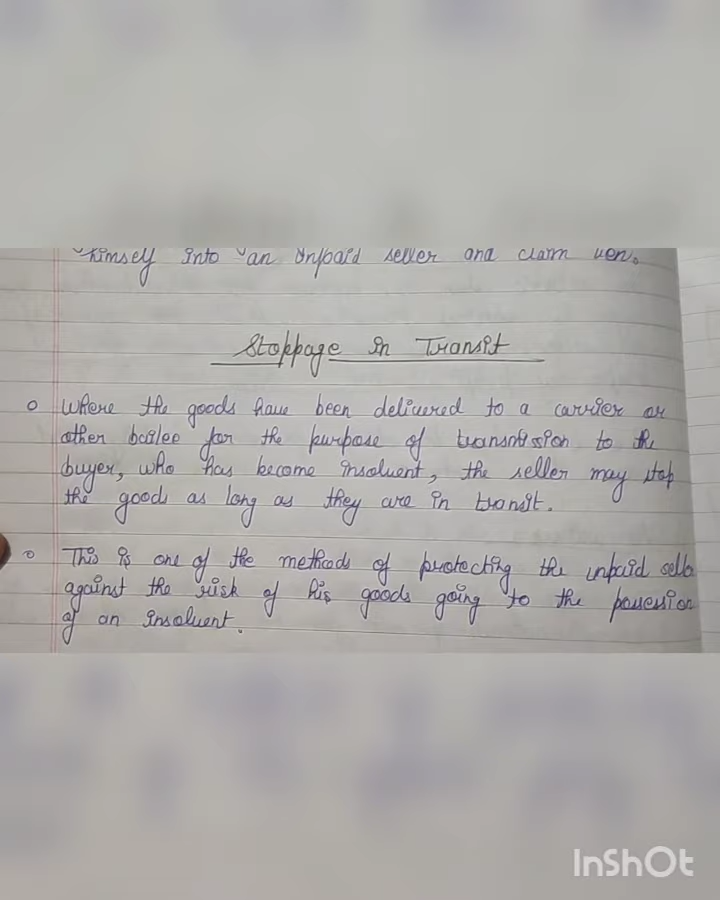 himself into an unpaid seller and claim lien.
Stoppage in Transit
Where the goods have been delivered to a carrier or
other bailee for the purpose of transmission to the
buyer, who has become insolvent, the seller may stop
the goods as long as they are in transit.
This is one of the methods of protecting the unpaid seller
against the risk of his goods going to the possession
of an insolvent.
InShOt